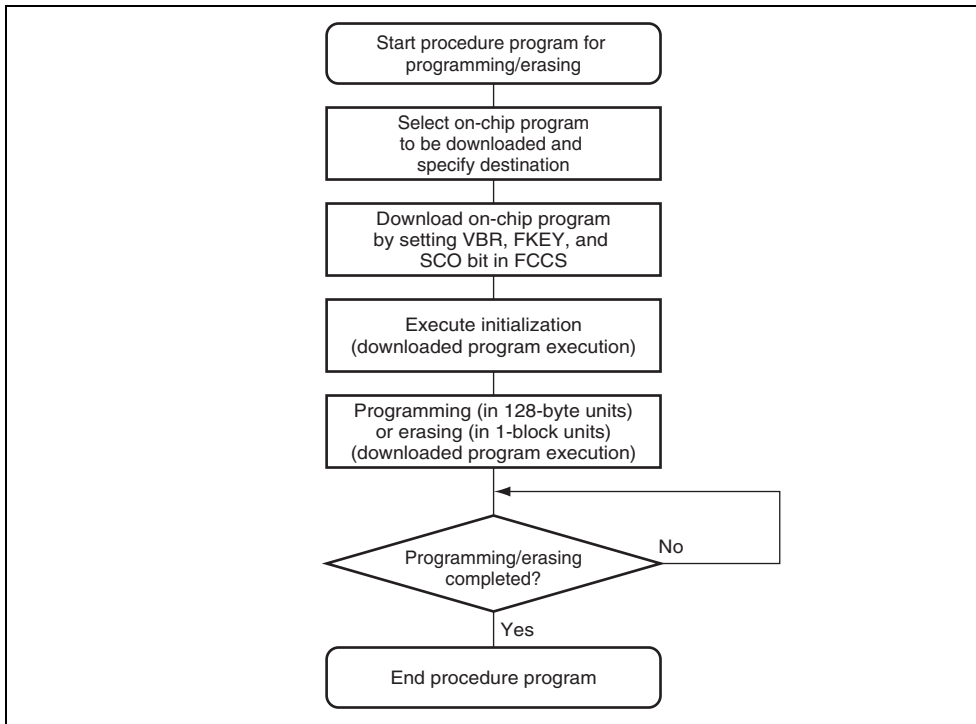 Start procedure program for
programming/erasing
Select on-chip program
to be downloaded and
specify destination
Download on-chip program
by setting VBR, FKEY, and
SCO bit in FCCS
Execute initialization
(downloaded program execution)
Programming (in 128-byte units)
or erasing (in 1-block units)
(downloaded program execution)
Programming/erasing
completed?
No
Yes
End procedure program